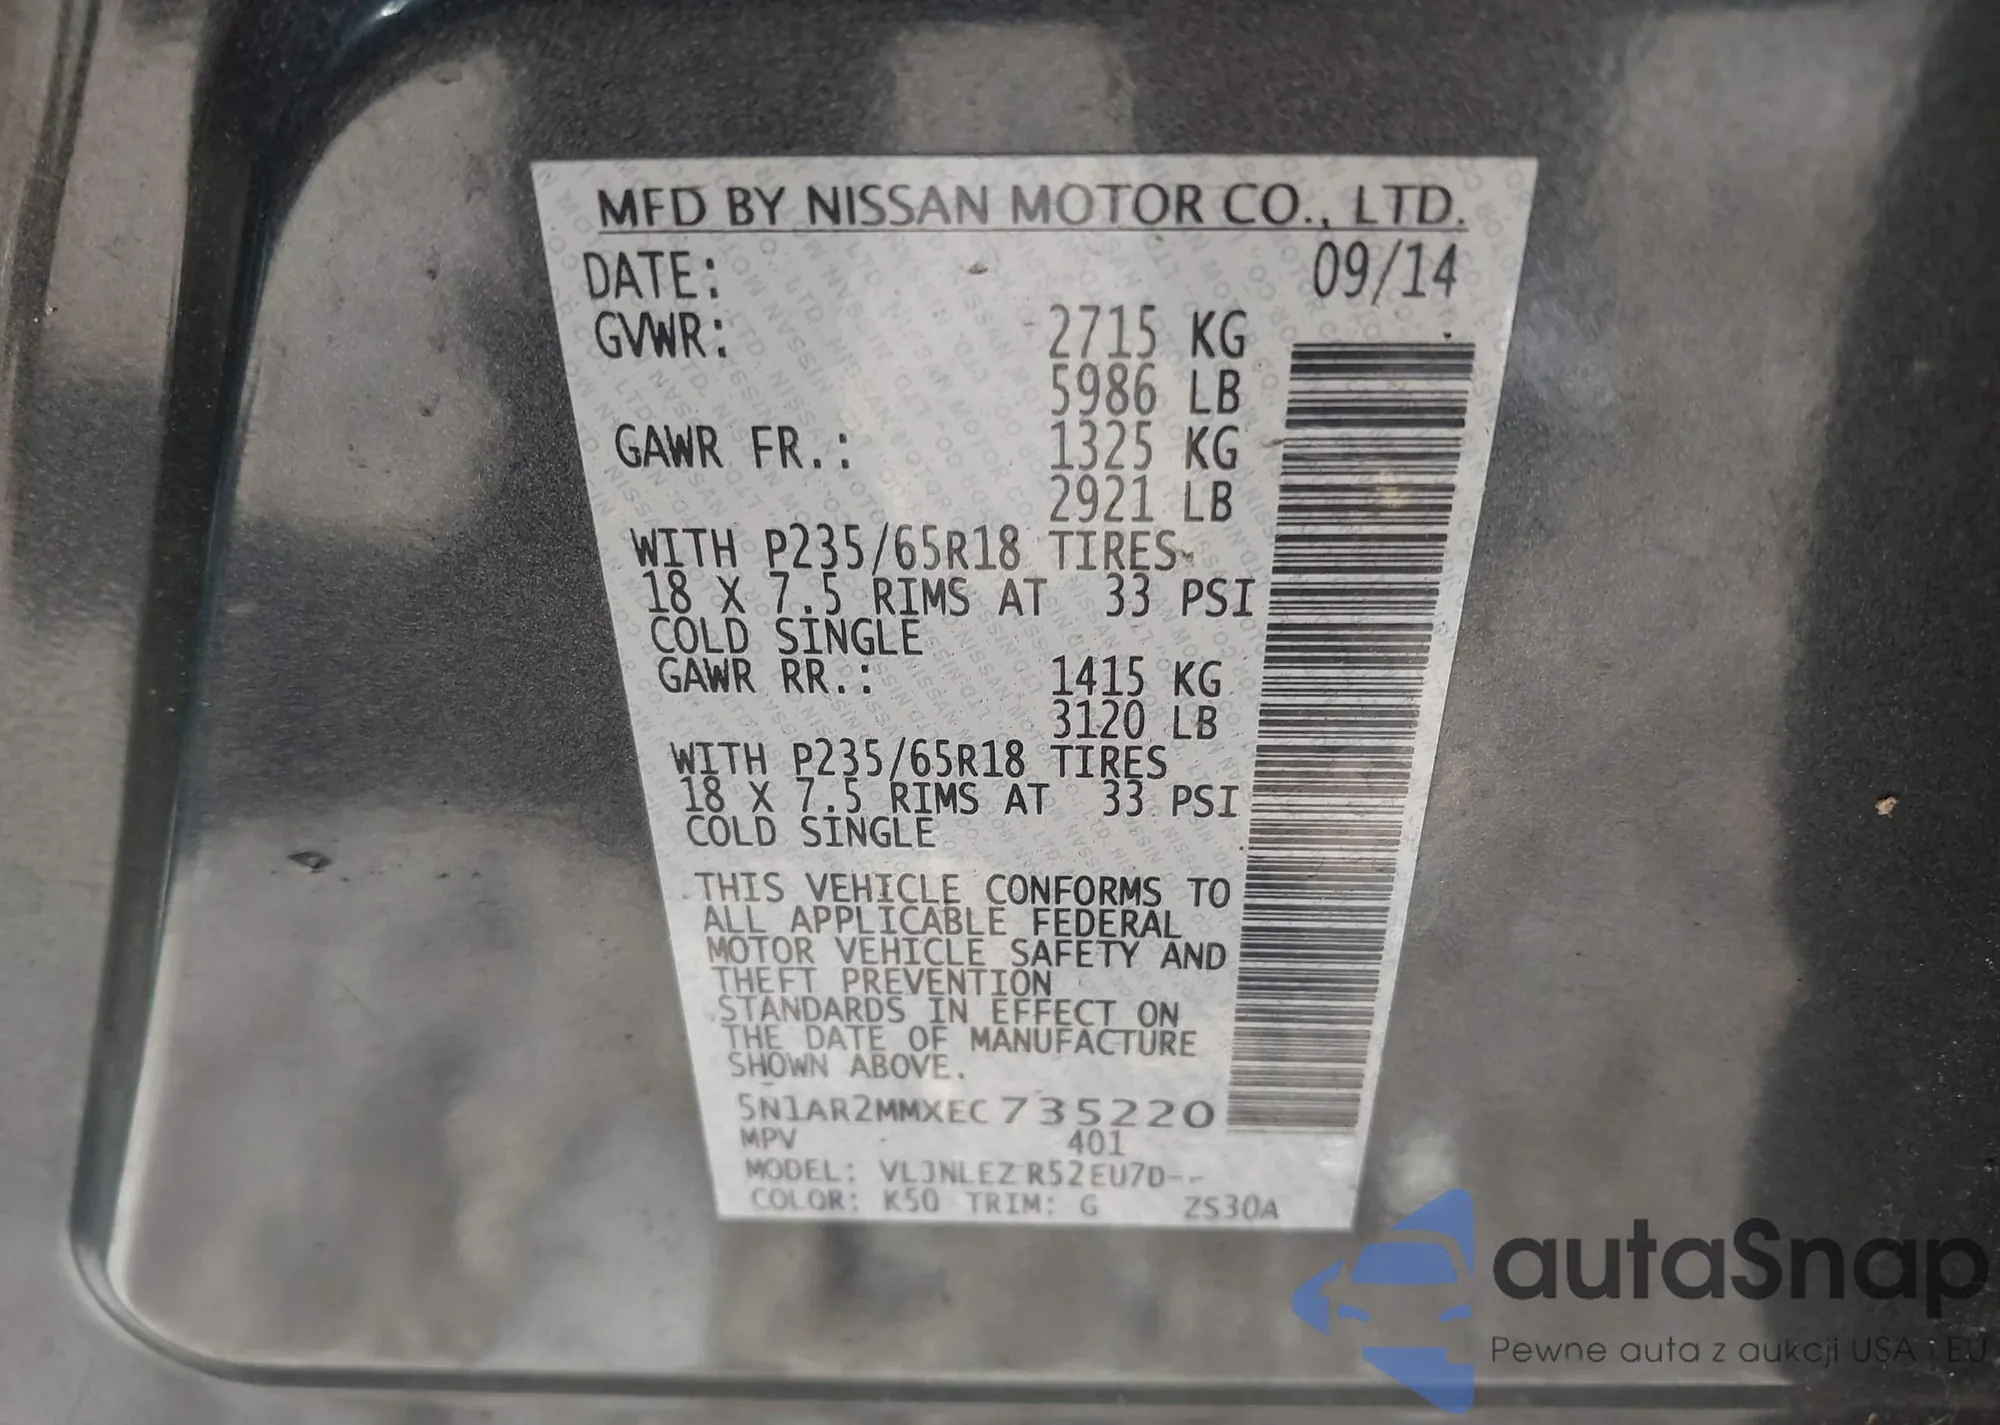 MFD BY NISSAN MOTOR CO., LTD.
DATE: 09/14
GVWR: 2715 KG
5986 LB
GAWR FR.: 1325 KG
2921 LB
WITH P235/65R18 TIRES
18 X 7.5 RIMS AT 33 PSI
COLD SINGLE
GAWR RR.: 1415 KG
3120 LB
WITH P235/65R18 TIRES
18 X 7.5 RIMS AT 33 PSI
COLD SINGLE
THIS VEHICLE CONFORMS TO
ALL APPLICABLE FEDERAL
MOTOR VEHICLE SAFETY AND
THEFT PREVENTION
STANDARDS IN EFFECT ON
THE DATE OF MANUFACTURE
SHOWN ABOVE.
5N1AR2MMXEC735220
MPV 401
MODEL: VLJNLEZ R52EU7D--
COLOR: K50 TRIM: G ZS30A
autaSnap
Pewne auta z aukcji USA i EU